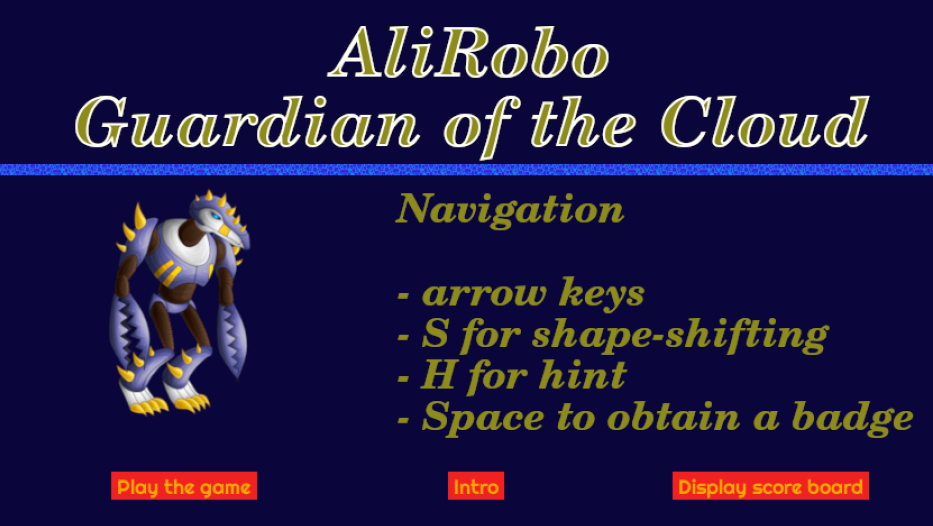 AliRobo
Guardian of the Cloud
Navigation
- arrow keys
- S for shape-shifting
- H for hint
- Space to obtain a badge
Play the game
Intro
Display score board